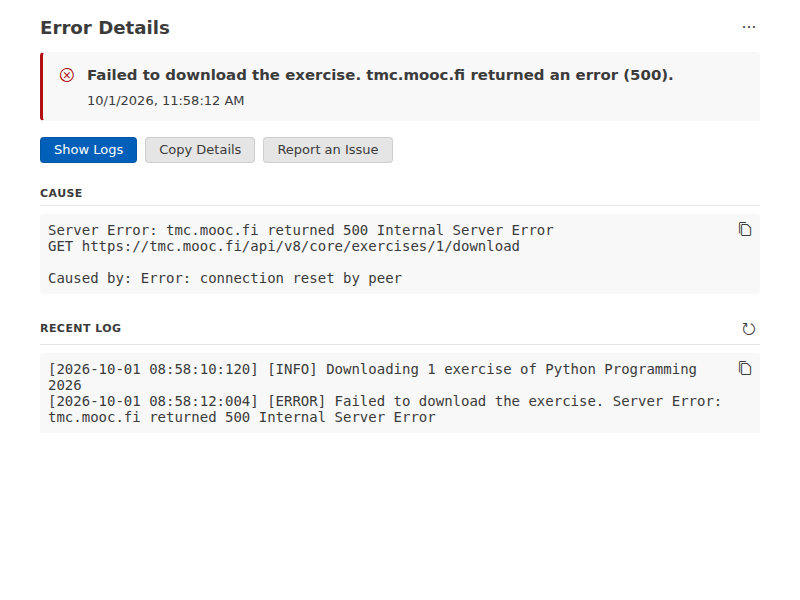 Error Details
Failed to download the exercise. tmc.mooc.fi returned an error (500).
10/1/2026, 11:58:12 AM
Show Logs Copy Details Report an Issue
CAUSE
Server Error: tmc.mooc.fi returned 500 Internal Server Error
GET https://tmc.mooc.fi/api/v8/core/exercises/1/download
Caused by: Error: connection reset by peer
RECENT LOG
[2026-10-01 08:58:10:120] [INFO] Downloading 1 exercise of Python Programming
2026
[2026-10-01 08:58:12:004] [ERROR] Failed to download the exercise. Server Error:
tmc.mooc.fi returned 500 Internal Server Error